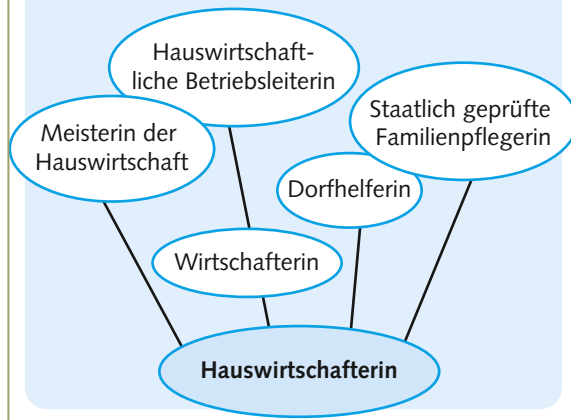 Hauswirtschaft-
liche Betriebsleiterin
Staatlich geprüfte
Familienpflegerin
Meisterin der
Hauswirtschaft
Dorfhelferin
Wirtschafterin
Hauswirtschafterin